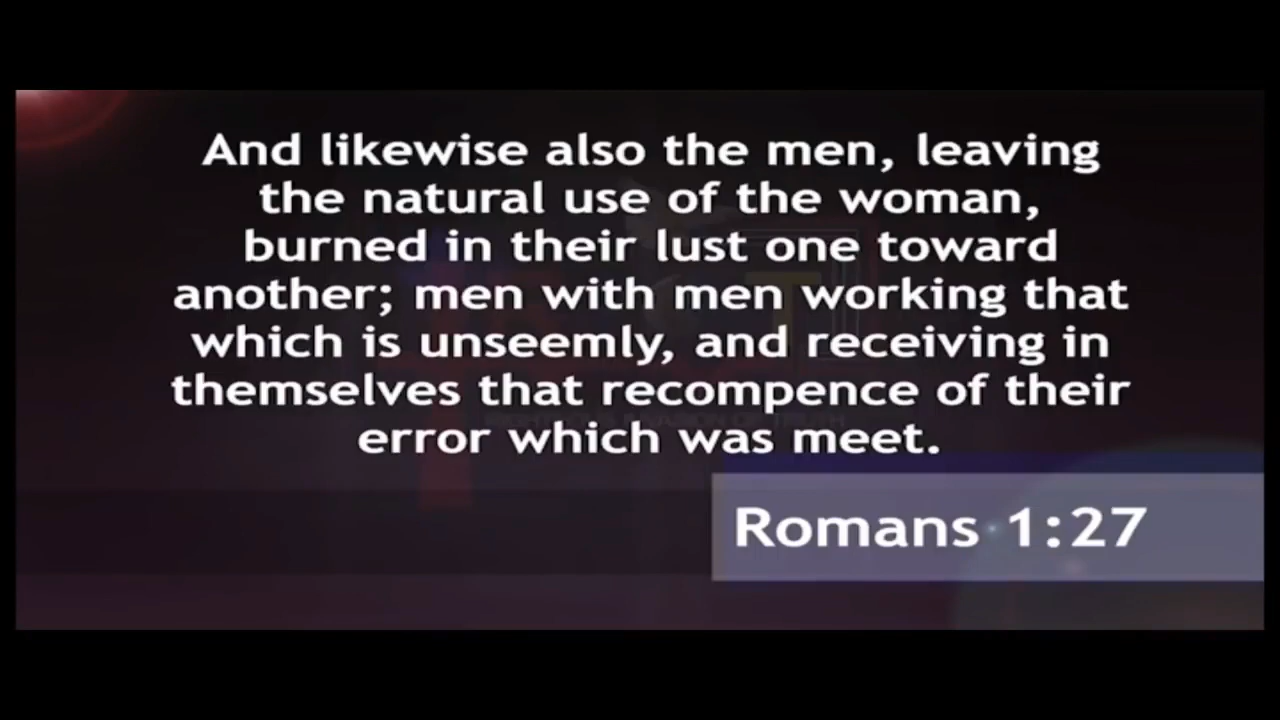 And likewise also the men, leaving
the natural use of the woman,
burned in their lust one toward
another; men with men working that
which is unseemly, and receiving in
themselves that recompence of their
error which was meet.
Romans 1:27